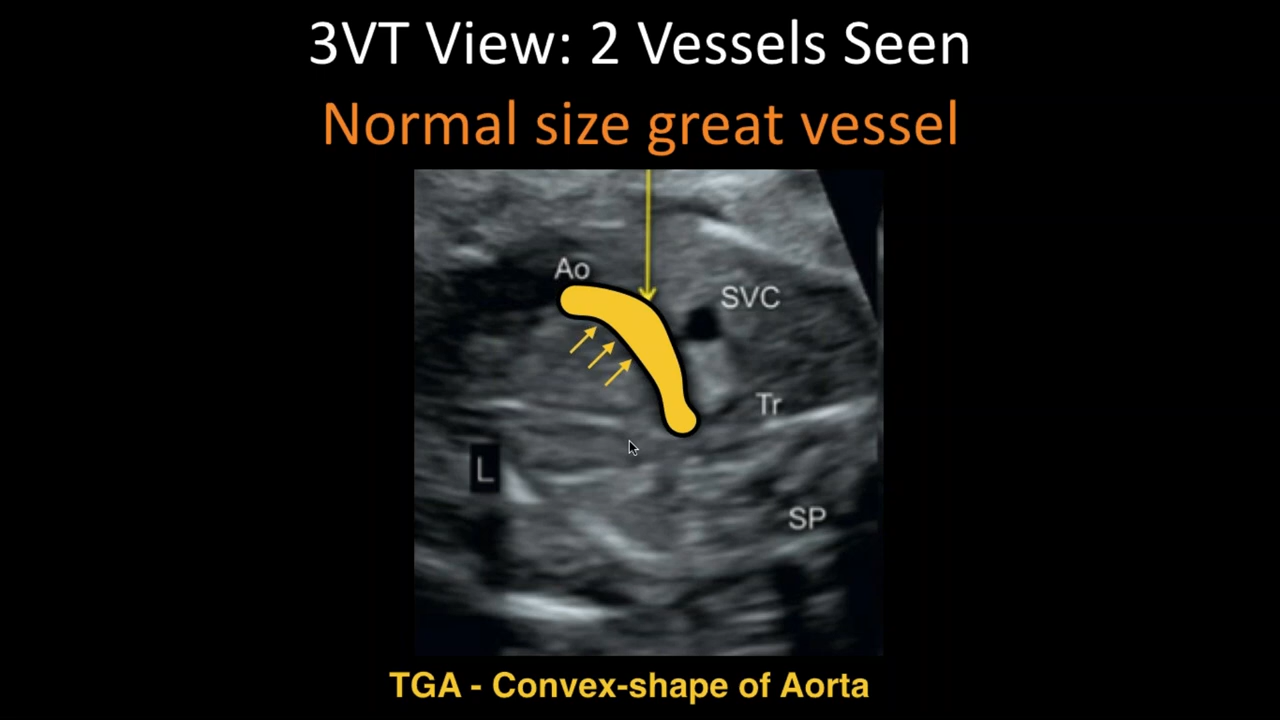 3VT View: 2 Vessels Seen
Normal size great vessel
Ao
SVC
Tr
L
SP
TGA - Convex-shape of Aorta